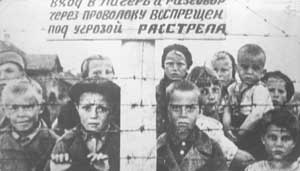 ВХОД В ЛАГЕРЬ И РАЗГОВОР
ЧЕРЕЗ ПРОВОЛОКУ ВОСПРЕЩЕН
ПОД УГРОЗОЙ РАССТРЕЛА